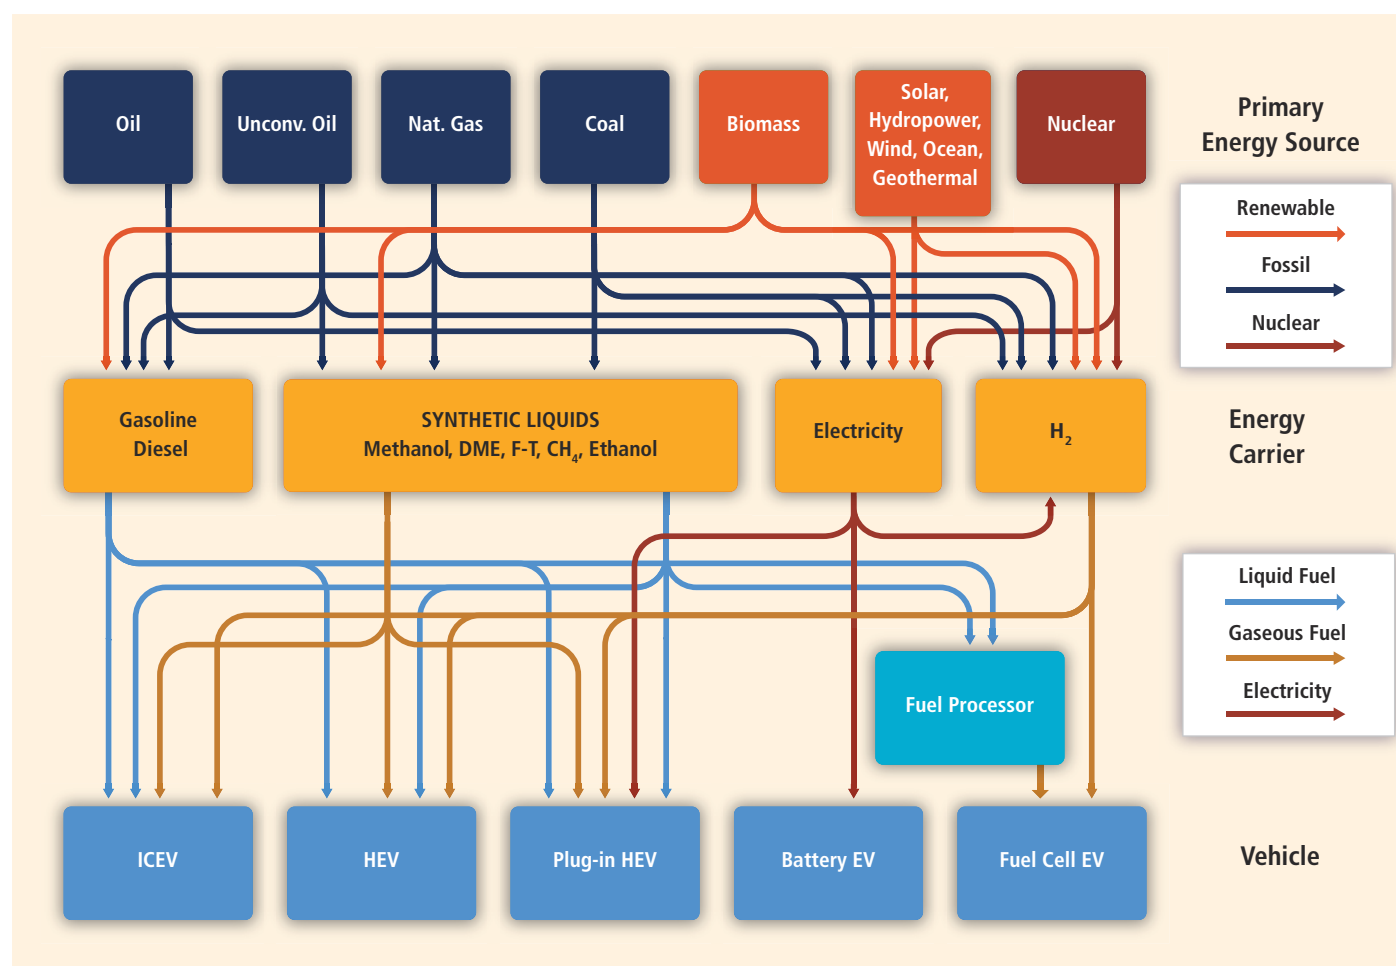 Oil
Unconv. Oil
Nat. Gas
Coal
Biomass
Solar,
Hydropower,
Wind, Ocean,
Geothermal
Nuclear
Primary
Energy Source
Renewable
Fossil
Nuclear
Gasoline
Diesel
SYNTHETIC LIQUIDS
Methanol, DME, F-T, CH4, Ethanol
Electricity
H2
Energy
Carrier
Liquid Fuel
Gaseous Fuel
Electricity
Fuel Processor
ICEV
HEV
Plug-in HEV
Battery EV
Fuel Cell EV
Vehicle